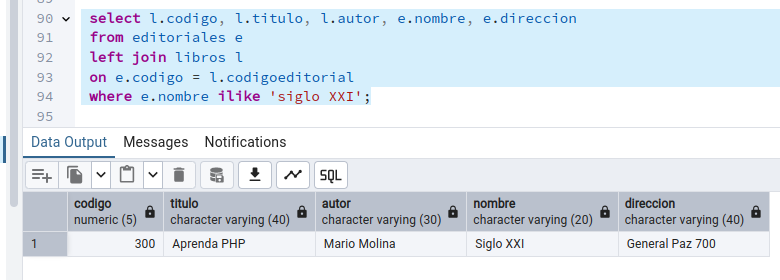 90 select l.codigo, l.titulo, l.autor, e.nombre, e.direccion
91 from editoriales e
92 left join libros l
93 on e.codigo = l.codigoeditorial
94 where e.nombre ilike 'siglo XXI';
95
Data Output Messages Notifications
SQL
codigo titulo autor nombre direccion
numeric (5) character varying (40) character varying (30) character varying (20) character varying (40)
1 300 Aprenda PHP Mario Molina Siglo XXI General Paz 700